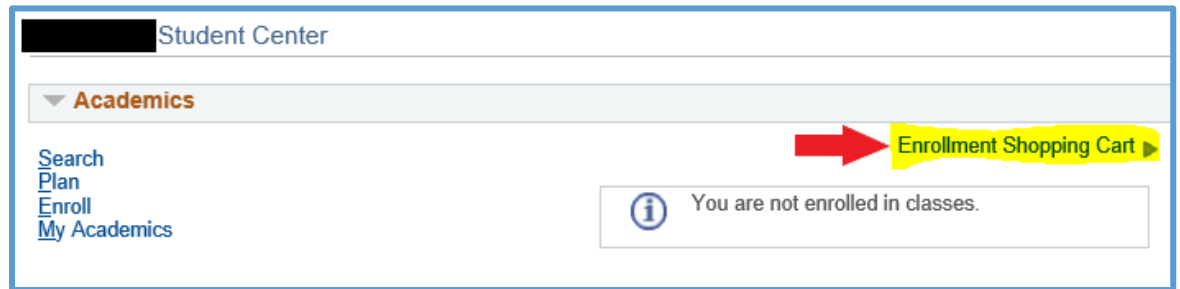 Student Center
Academics
Enrollment Shopping Cart
Search
Plan
Enroll
My Academics
You are not enrolled in classes.